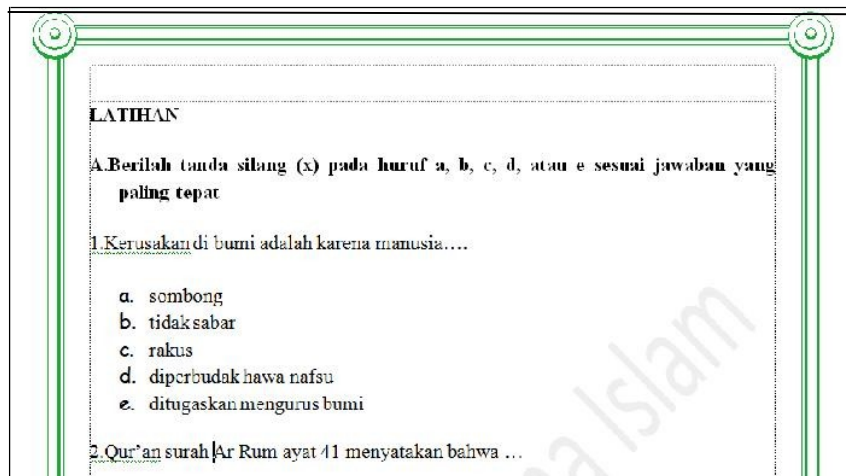 LATIHAN
A.Berilah tanda silang (x) pada huruf a, b, c, d, atau e sesuai jawaban yang
paling tepat
1.Kerusakan di bumi adalah karena manusia....
a. sombong
b. tidak sabar
c. rakus
d. diperbudak hawa nafsu
e. ditugaskan mengurus bumi
2.Qur'an surah Ar Rum ayat 41 menyatakan bahwa ...
Islam